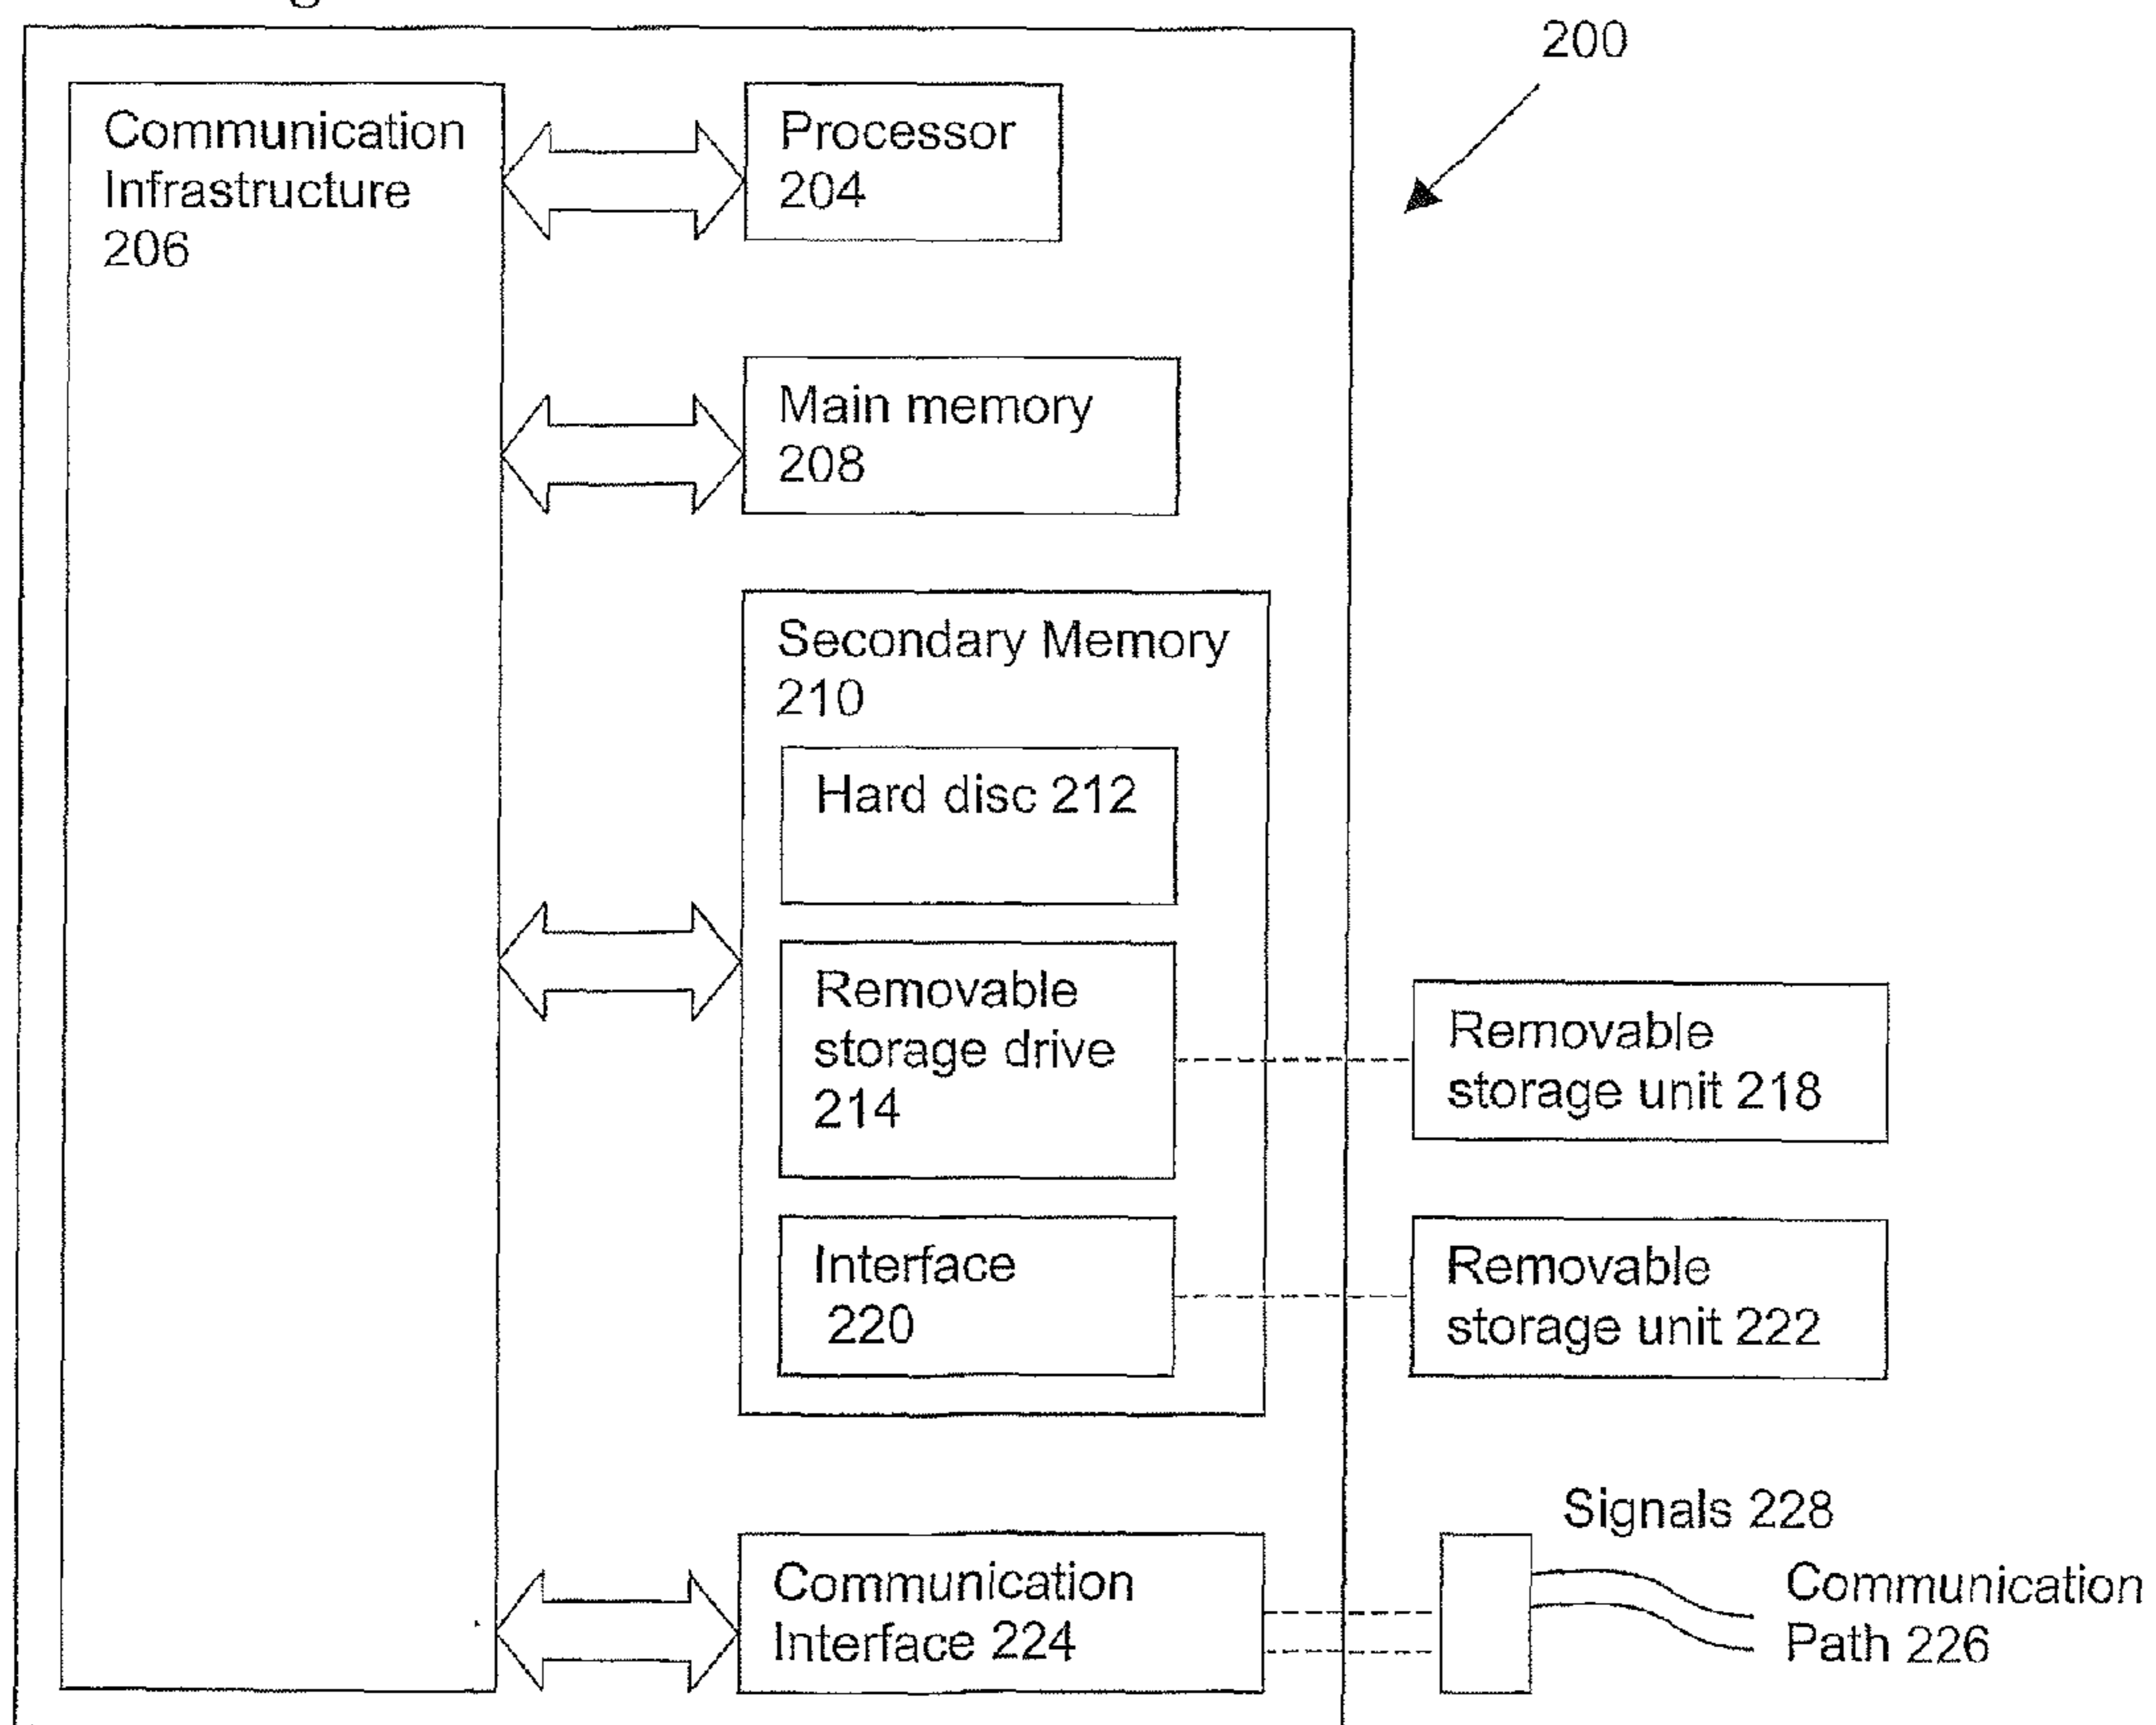 200
Communication
Infrastructure
206
Processor
204
Main memory
208
Secondary Memory
210
Hard disc 212
Removable
storage drive
214
Removable
storage unit 218
Interface
220
Removable
storage unit 222
Signals 228
Communication
Interface 224
Communication
Path 226